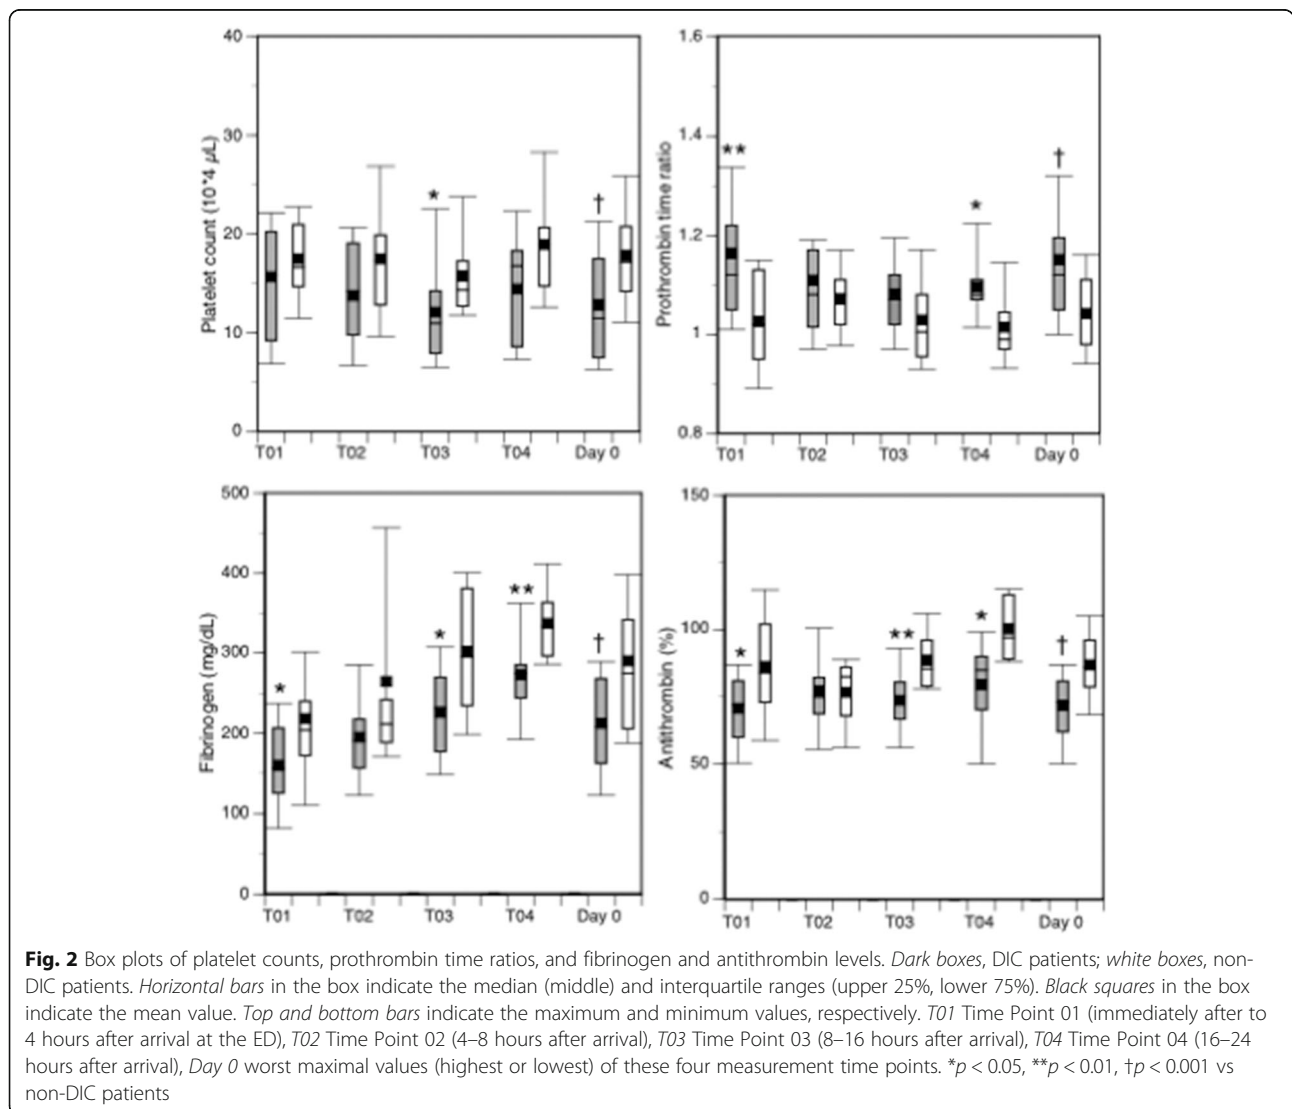 40
30
20
10
0
Platelet count (10*4 μL)
*
†
T01 T02 T03 T04 Day 0
1.6
1.4
1.2
1
0.8
Prothrombin time ratio
**
*
†
T01 T02 T03 T04 Day 0
500
400
300
200
100
0
Fibrinogen (mg/dL)
*
*
**
†
T01 T02 T03 T04 Day 0
150
100
50
0
Antithrombin (%)
*
**
*
†
T01 T02 T03 T04 Day 0
Fig. 2 Box plots of platelet counts, prothrombin time ratios, and fibrinogen and antithrombin levels. Dark boxes, DIC patients; white boxes, non-
DIC patients. Horizontal bars in the box indicate the median (middle) and interquartile ranges (upper 25%, lower 75%). Black squares in the box
indicate the mean value. Top and bottom bars indicate the maximum and minimum values, respectively. T01 Time Point 01 (immediately after to
4 hours after arrival at the ED), T02 Time Point 02 (4–8 hours after arrival), T03 Time Point 03 (8–16 hours after arrival), T04 Time Point 04 (16–24
hours after arrival), Day 0 worst maximal values (highest or lowest) of these four measurement time points. *p < 0.05, **p < 0.01, †p < 0.001 vs
non-DIC patients